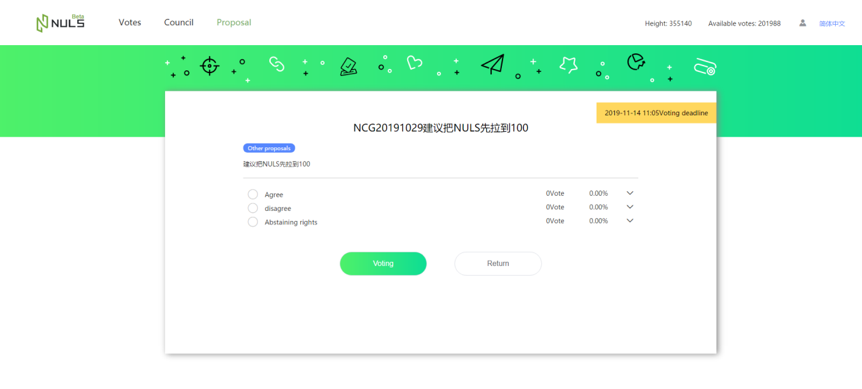 NULS Beta
Votes Council Proposal
Height: 355140 Available votes: 201988 简体中文
2019-11-14 11:05Voting deadline
NCG20191029建议把NULS先拉到100
Other proposals
建议把NULS先拉到100
Agree 0Vote 0.00%
disagree 0Vote 0.00%
Abstaining rights 0Vote 0.00%
Voting Return